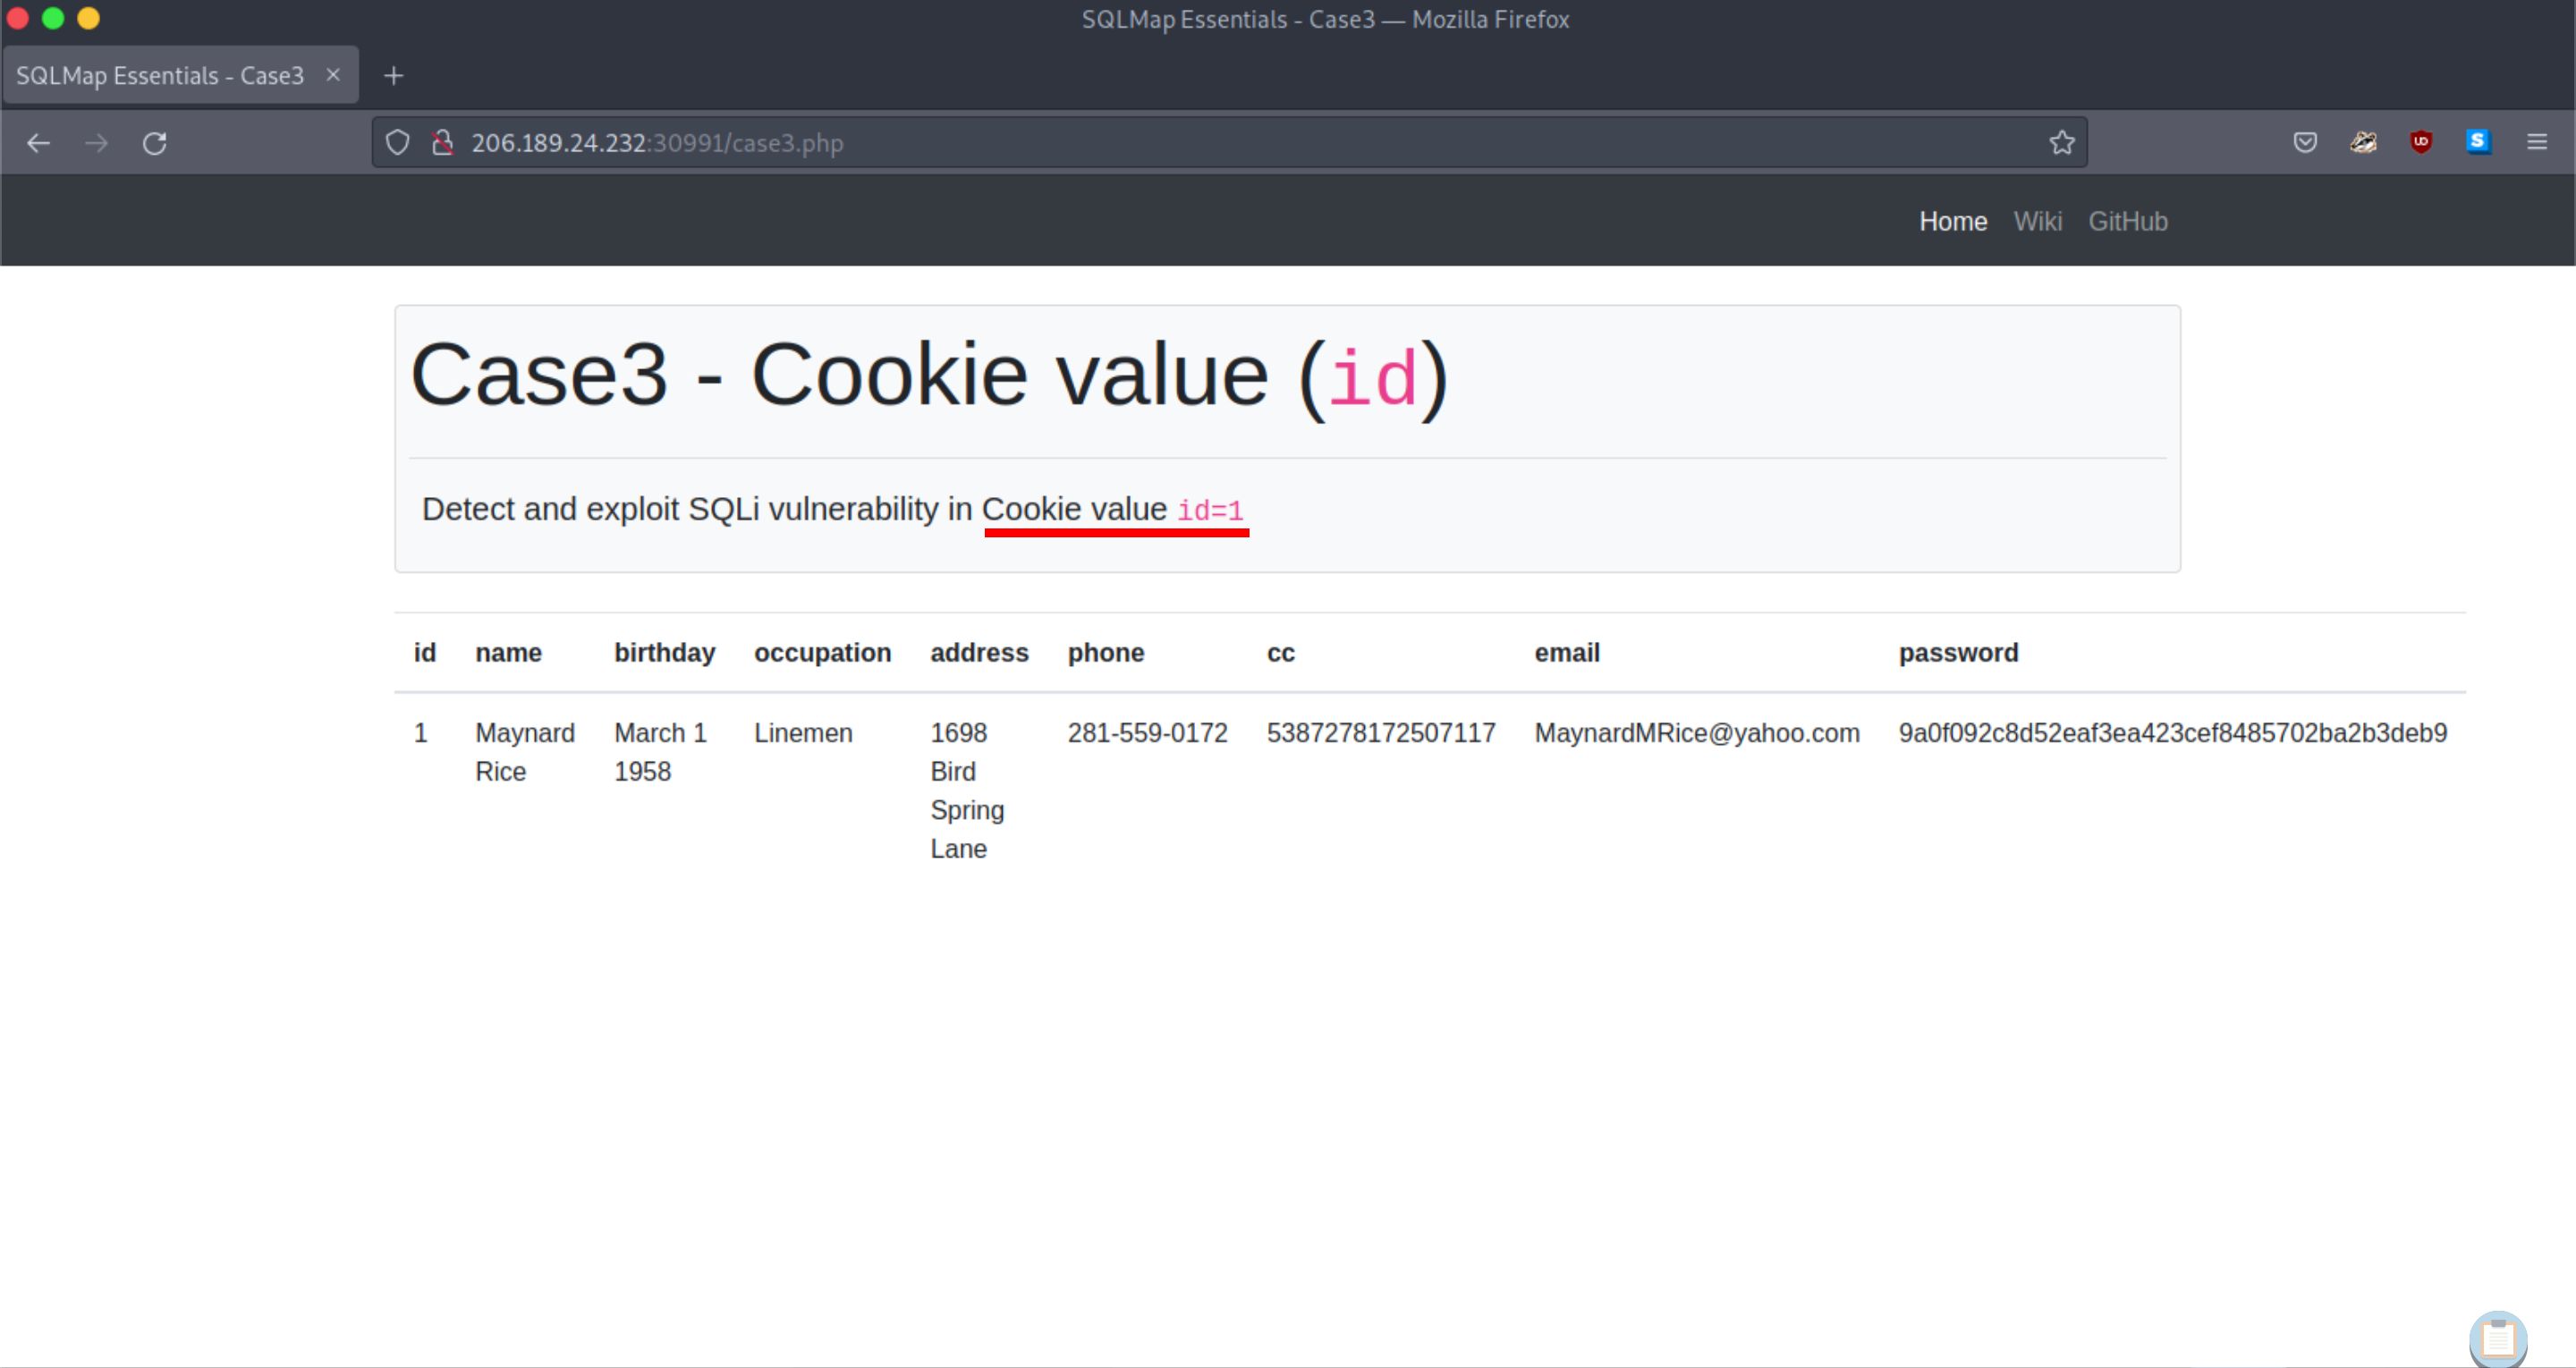 SQLMap Essentials - Case3 — Mozilla Firefox
SQLMap Essentials - Case3
206.189.24.232:30991/case3.php
Home Wiki GitHub
Case3 - Cookie value (id)
Detect and exploit SQLi vulnerability in Cookie value id=1
id name birthday occupation address phone cc email password
1 Maynard March 1 Linemen 1698 281-559-0172 5387278172507117 MaynardMRice@yahoo.com 9a0f092c8d52eaf3ea423cef8485702ba2b3deb9
Rice 1958 Bird
Spring
Lane